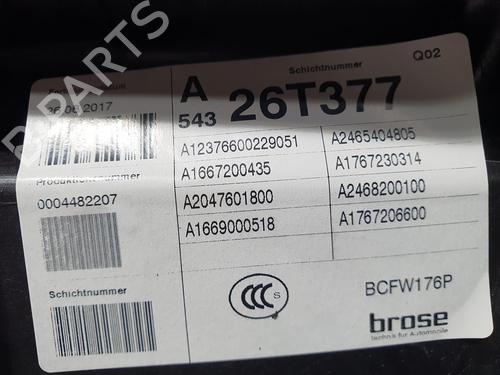 Schichtnummer
Q02
A
543
26T377
2017
Produktionsnummer
0004482207
Schichtnummer
A12376600229051
A1667200435
A2047601800
A1669000518
A2465404805
A1767230314
A2468200100
A1767206600
CCC S
BCFW176P
brose
Technik für Automobile
B PARTS